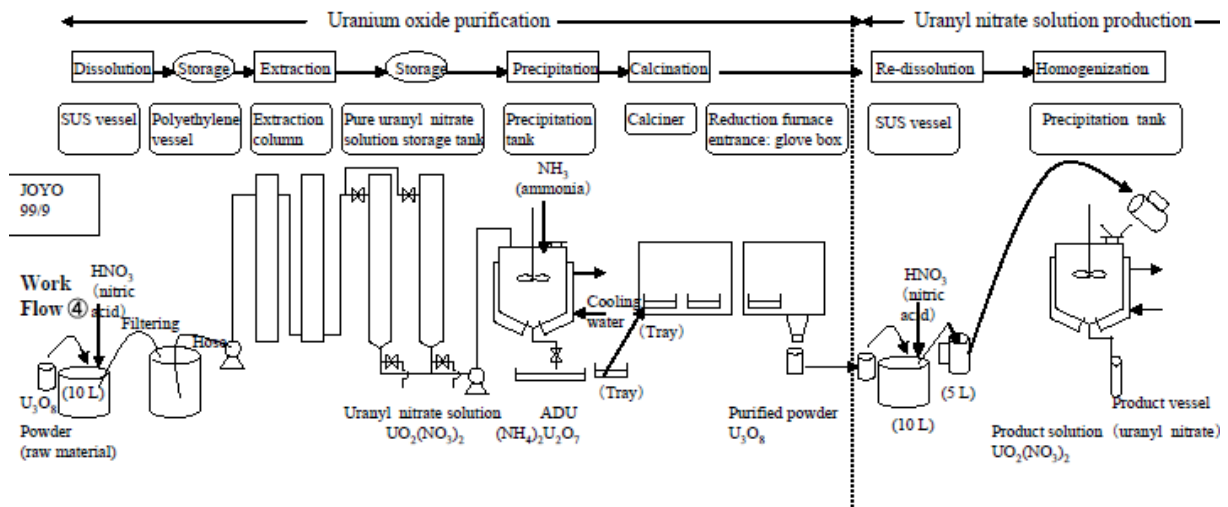 Uranium oxide purification
Uranyl nitrate solution production
Dissolution
Storage
Extraction
Storage
Precipitation
Calcination
Re-dissolution
Homogenization
SUS vessel
Polyethylene
vessel
Extraction
column
Pure uranyl nitrate
solution storage tank
Precipitation
tank
Calciner
Reduction furnace
entrance: glove box
SUS vessel
Precipitation tank
JOYO
99/9
NH₃
(ammonia)
Work
Flow ④
HNO₃
(nitric
acid)
Filtering
Hose
Cooling
water
(Tray)
HNO₃
(nitric
acid)
(10 L)
U₃O₈
Powder
(raw material)
Uranyl nitrate solution
UO₂(NO₃)₂
ADU
(NH₄)₂U₂O₇
(Tray)
Purified powder
U₃O₈
(10 L)
(5 L)
Product vessel
Product solution (uranyl nitrate)
UO₂(NO₃)₂